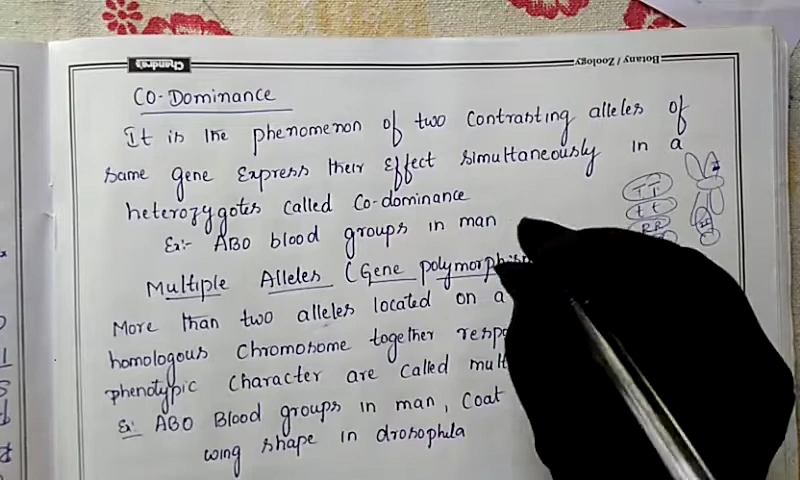 Chandra's
Botany / Zoology
Co-Dominance
It is the phenomenon of two contrasting alleles of
same gene Express their effect simultaneously in a
heterozygotes called Co-dominance
Ex:- ABO blood groups in man
Multiple Alleles (Gene polymorphism
More than two alleles located on a
homologous Chromosome together
phenotypic Character are called
Ex: ABO Blood groups in man, Coat
wing shape in drosophila
TT
tt
RR